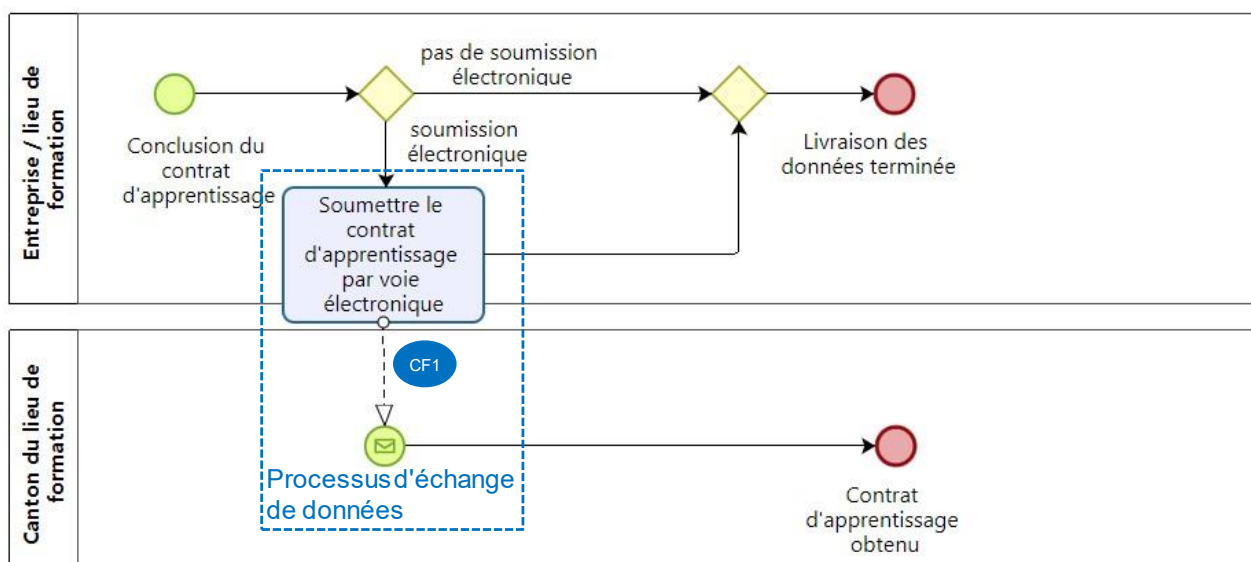 Entreprise / lieu de
formation
Conclusion du
contrat
d'apprentissage
pas de soumission
électronique
soumission
électronique
Livraison des
données terminée
Soumettre le
contrat
d'apprentissage
par voie
électronique
Canton du lieu de
formation
CF1
Processus d'échange
de données
Contrat
d'apprentissage
obtenu